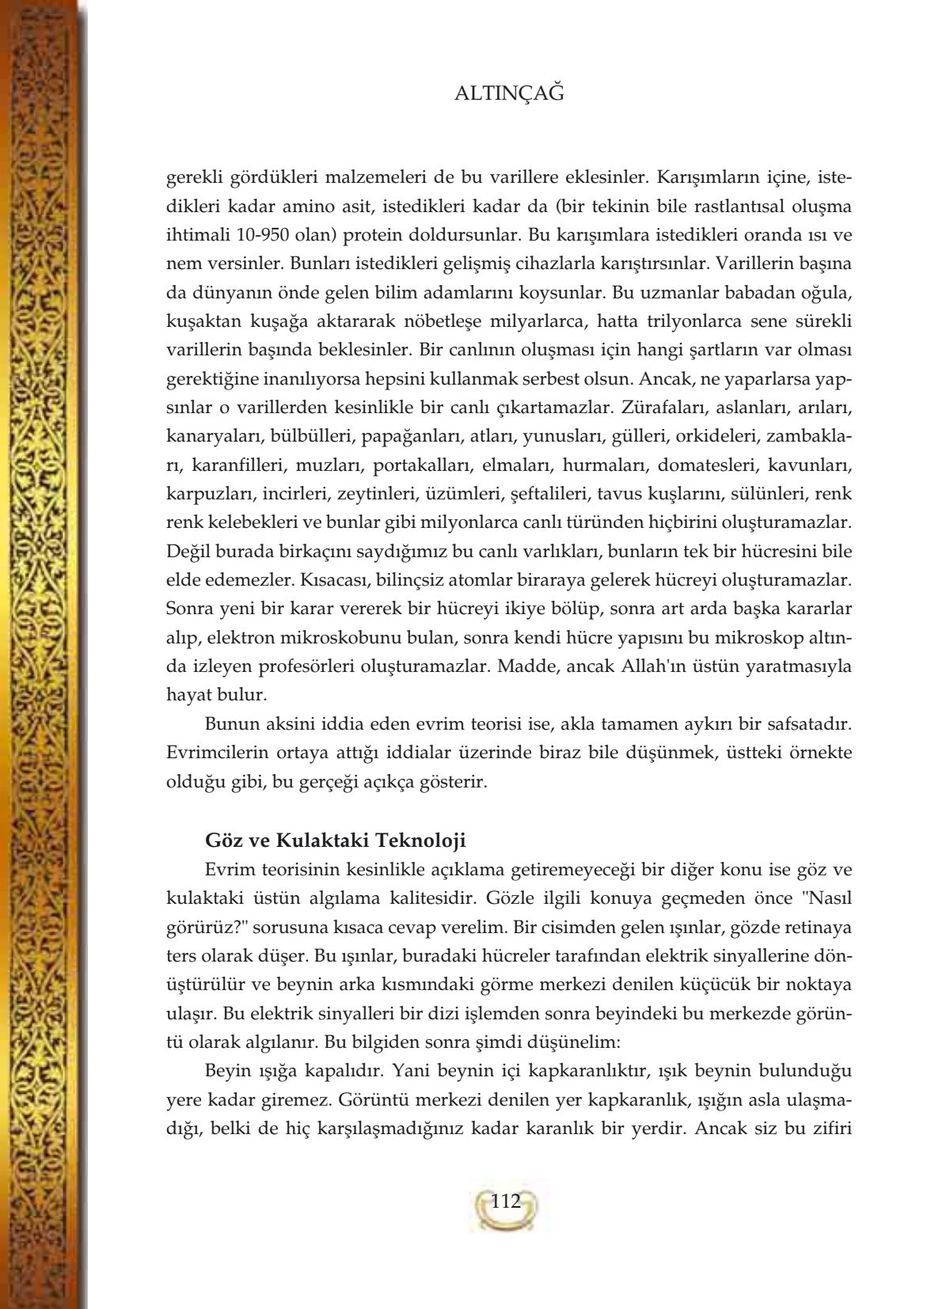 ALTINÇAĞ
gerekli gördükleri malzemeleri de bu varillere eklesinler. Karışımların içine, iste-
dikleri kadar amino asit, istedikleri kadar da (bir tekinin bile rastlantısal oluşma
ihtimali 10-950 olan) protein doldursunlar. Bu karışımlara istedikleri oranda ısı ve
nem versinler. Bunları istedikleri gelişmiş cihazlarla karıştırsınlar. Varillerin başına
da dünyanın önde gelen bilim adamlarını koysunlar. Bu uzmanlar babadan oğula,
kuşaktan kuşağa aktararak nöbetleşe milyarlarca, hatta trilyonlarca sene sürekli
varillerin başında beklesinler. Bir canlının oluşması için hangi şartların var olması
gerektiğine inanılıyorsa hepsini kullanmak serbest olsun. Ancak, ne yaparlarsa yap-
sınlar o varillerden kesinlikle bir canlı çıkartamazlar. Zürafaları, aslanları, arıları,
kanaryaları, bülbülleri, papağanları, atları, yunusları, gülleri, orkideleri, zambakla-
rı, karanfilleri, muzları, portakalları, elmaları, hurmaları, domatesleri, kavunları,
karpuzları, incirleri, zeytinleri, üzümleri, şeftalileri, tavus kuşlarını, sülünleri, renk
renk kelebekleri ve bunlar gibi milyonlarca canlı türünden hiçbirini oluşturamazlar.
Değil burada birkaçını saydığımız bu canlı varlıkları, bunların tek bir hücresini bile
elde edemezler. Kısacası, bilinçsiz atomlar biraraya gelerek hücreyi oluşturamazlar.
Sonra yeni bir karar vererek bir hücreyi ikiye bölüp, sonra art arda başka kararlar
alıp, elektron mikroskobunu bulan, sonra kendi hücre yapısını bu mikroskop altın-
da izleyen profesörleri oluşturamazlar. Madde, ancak Allah'ın üstün yaratmasıyla
hayat bulur.
Bunun aksini iddia eden evrim teorisi ise, akla tamamen aykırı bir safsatadır.
Evrimcilerin ortaya attığı iddialar üzerinde biraz bile düşünmek, üstteki örnekte
olduğu gibi, bu gerçeği açıkça gösterir.
Göz ve Kulaktaki Teknoloji
Evrim teorisinin kesinlikle açıklama getiremeyeceği bir diğer konu ise göz ve
kulaktaki üstün algılama kalitesidir. Gözle ilgili konuya geçmeden önce "Nasıl
görürüz?" sorusuna kısaca cevap verelim. Bir cisimden gelen ışınlar, gözde retinaya
ters olarak düşer. Bu ışınlar, buradaki hücreler tarafından elektrik sinyallerine dön-
üştürülür ve beynin arka kısmındaki görme merkezi denilen küçücük bir noktaya
ulaşır. Bu elektrik sinyalleri bir dizi işlemden sonra beyindeki bu merkezde görün-
tü olarak algılanır. Bu bilgiden sonra şimdi düşünelim:
Beyin ışığa kapalıdır. Yani beynin içi kapkaranlıktır, ışık beynin bulunduğu
yere kadar giremez. Görüntü merkezi denilen yer kapkaranlık, ışığın asla ulaşma-
dığı, belki de hiç karşılaşmadığınız kadar karanlık bir yerdir. Ancak siz bu zifiri
112